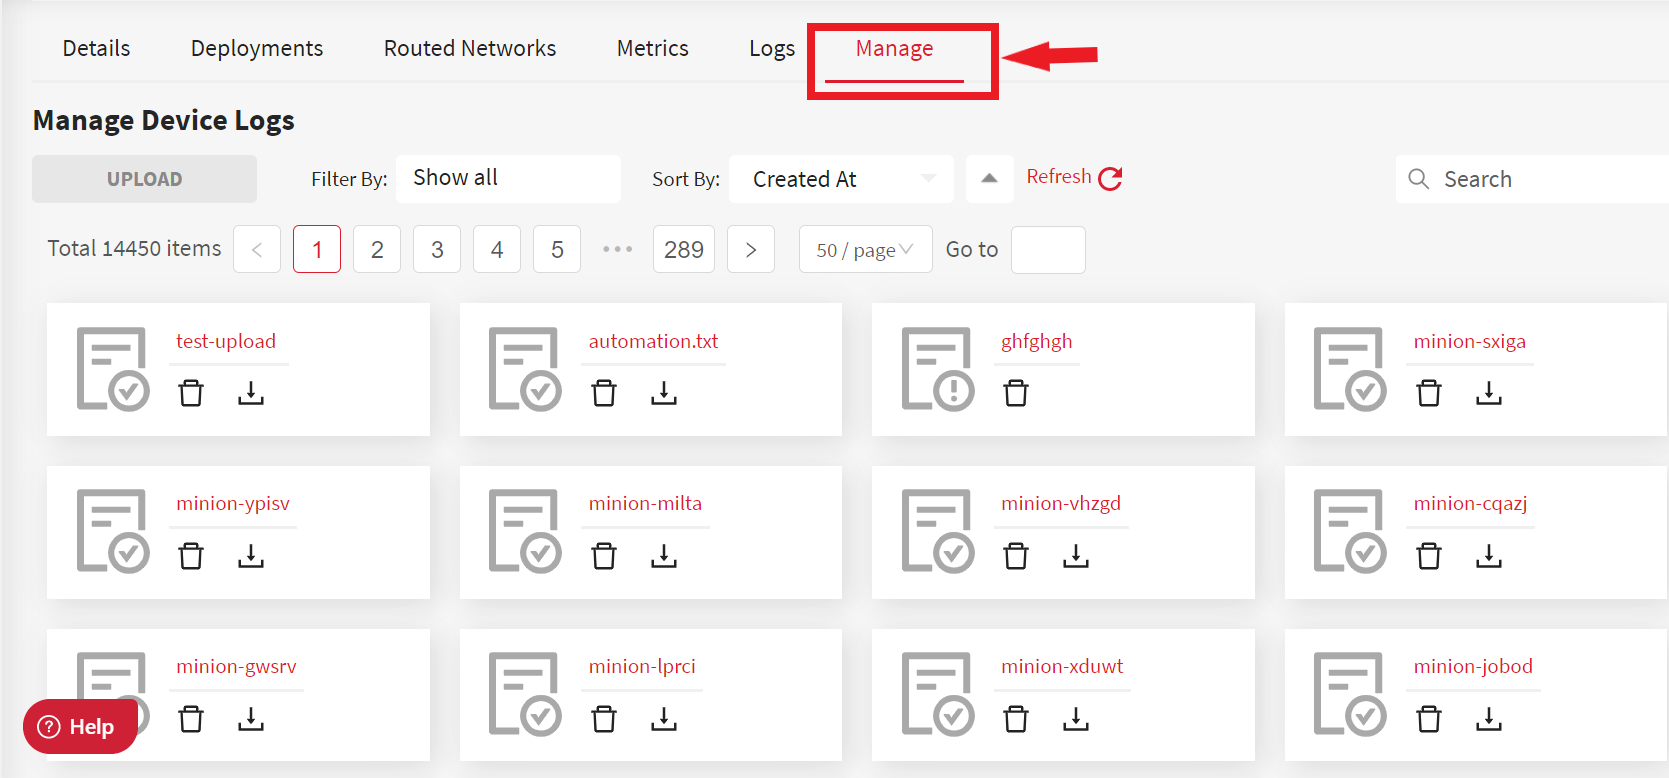 Details Deployments Routed Networks Metrics Logs Manage
Manage Device Logs
UPLOAD Filter By: Show all Sort By: Created At Refresh Search
Total 14450 items < 1 2 3 4 5 ••• 289 > 50 / page Go to
test-upload automation.txt ghfghgh minion-sxiga
minion-ypisv minion-milta minion-vhzgd minion-cqazj
minion-gwsrv minion-lprci minion-xduwt minion-jobod
? Help